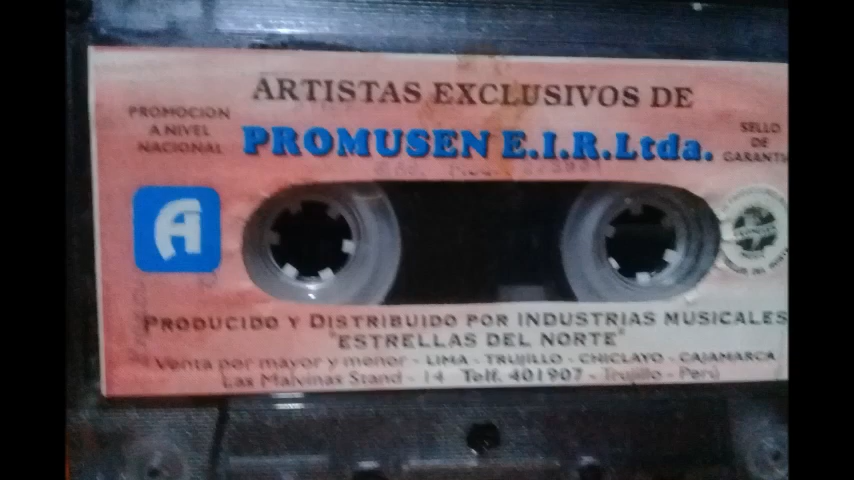 ARTISTAS EXCLUSIVOS DE
PROMOCION
A NIVEL
NACIONAL
PROMUSEN E.I.R.Ltda.
SELLO
DE
GARANTI
A
PRODUCIDO Y DISTRIBUIDO POR INDUSTRIAS MUSICALES
"ESTRELLAS DEL NORTE"
Venta por mayor y menor - LIMA - TRUJILLO - CHICLAYO - CAJAMARCA
Las Malvinas Stand - 14 Telf. 401907 - Trujillo - Perú